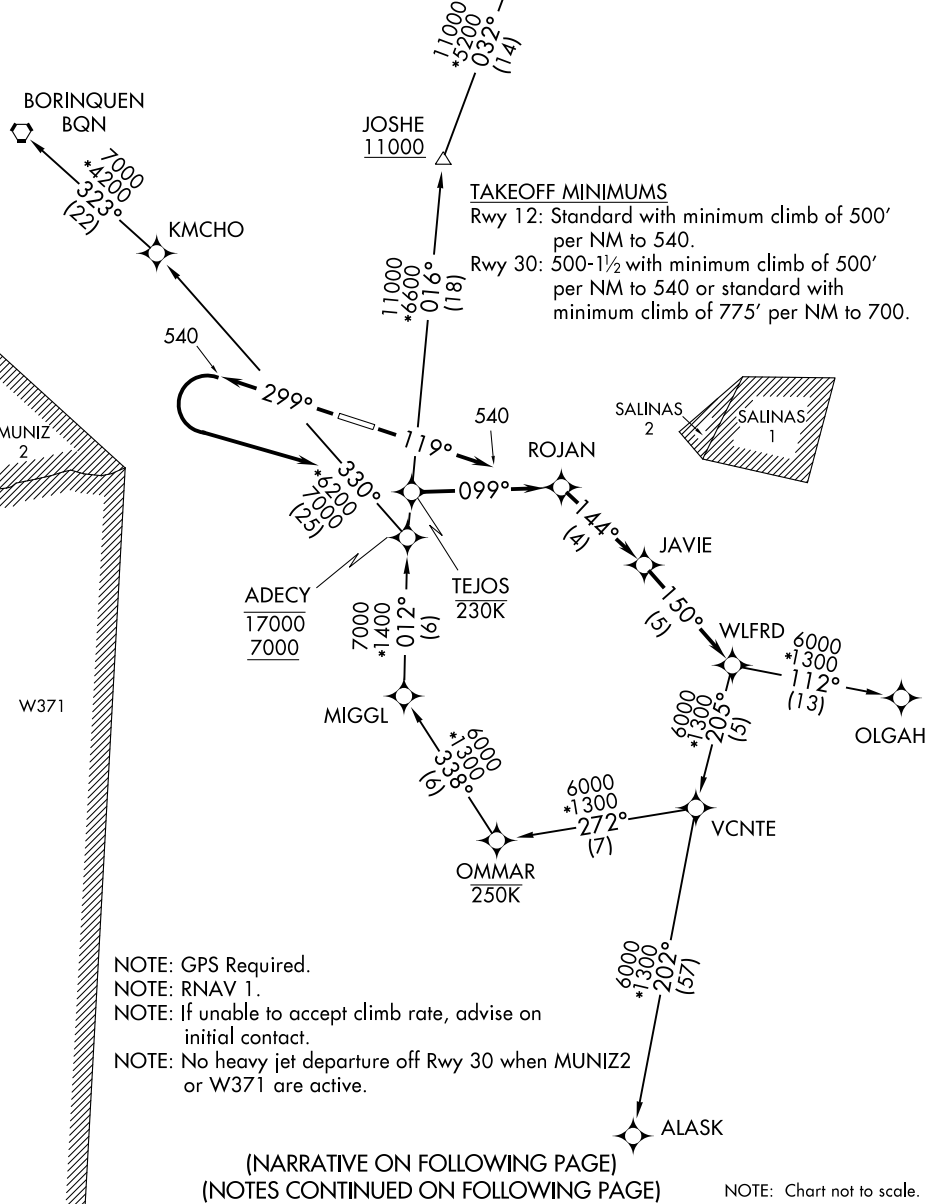 11000
*5200
032°
(14)
BORINQUEN
BQN
JOSHE
11000
7000
*4200
323°
(22)
KMCHO
TAKEOFF MINIMUMS
Rwy 12: Standard with minimum climb of 500′
per NM to 540.
Rwy 30: 500-1½ with minimum climb of 500′
per NM to 540 or standard with
minimum climb of 775′ per NM to 700.
11000
*6600
016°
(18)
540
299°
119°
540
SALINAS
2
SALINAS
1
MUNIZ
2
ROJAN
330°
*6200
7000
(25)
099°
144°
(4)
JAVIE
ADECY
17000
7000
TEJOS
230K
7000
*1400
012°
(6)
150°
(5)
WLFRD
6000
*1300
112°
(13)
OLGAH
W371
MIGGL
6000
*1300
338°
(6)
6000
*1300
205°
(5)
6000
*1300
272°
(7)
VCNTE
OMMAR
250K
6000
*1300
202°
(57)
NOTE: GPS Required.
NOTE: RNAV 1.
NOTE: If unable to accept climb rate, advise on
initial contact.
NOTE: No heavy jet departure off Rwy 30 when MUNIZ2
or W371 are active.
ALASK
(NARRATIVE ON FOLLOWING PAGE)
(NOTES CONTINUED ON FOLLOWING PAGE)
NOTE: Chart not to scale.